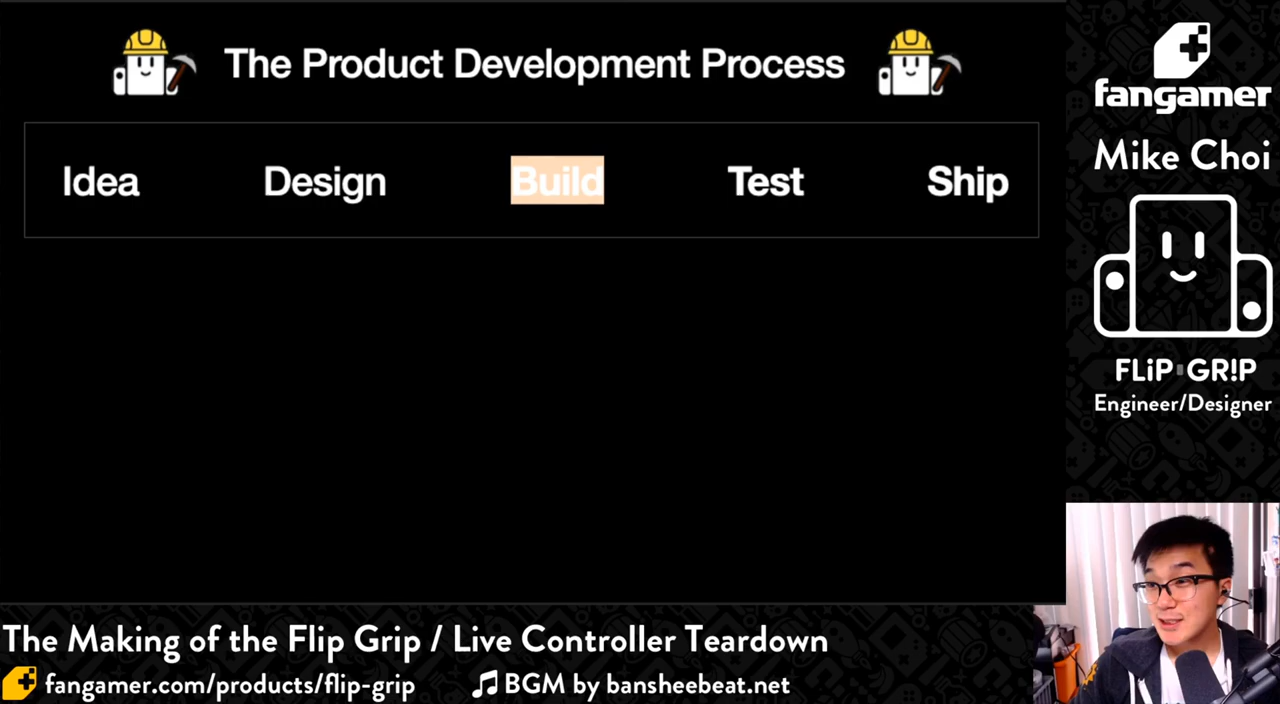 The Product Development Process
Idea
Design
Build
Test
Ship
fangamer
Mike Choi
FLiP GR!P
Engineer/Designer
The Making of the Flip Grip / Live Controller Teardown
fangamer.com/products/flip-grip
BGM by bansheebeat.net